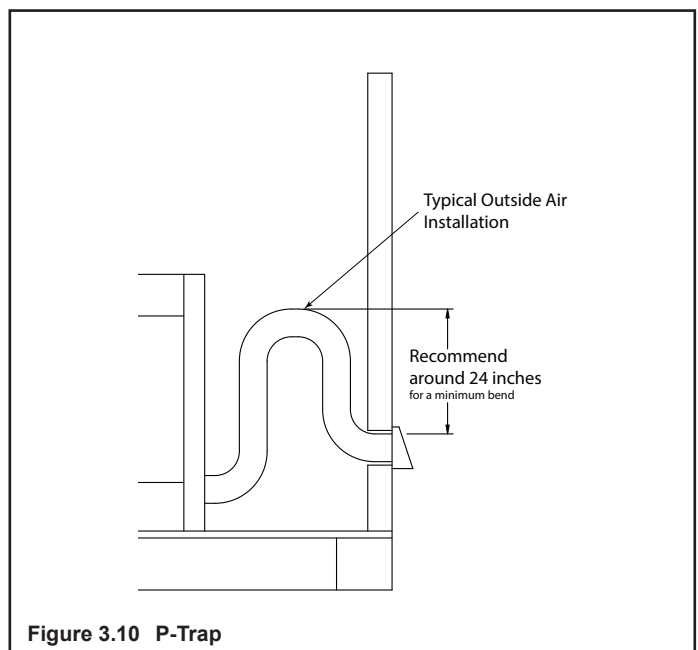 Typical Outside Air
Installation
Recommend
around 24 inches
for a minimum bend
Figure 3.10 P-Trap